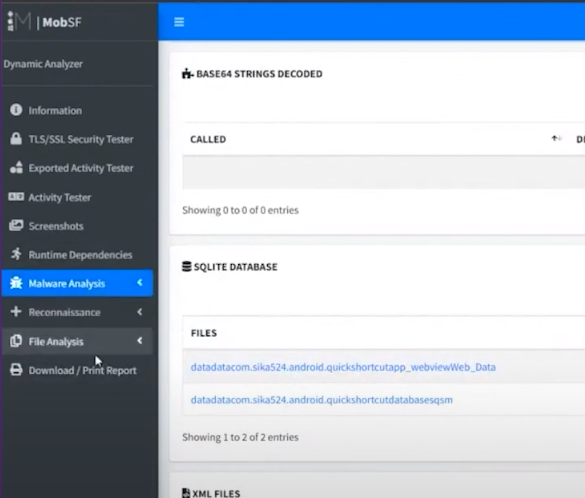 | MobSF
Dynamic Analyzer
Information
TLS/SSL Security Tester
Exported Activity Tester
Activity Tester
Screenshots
Runtime Dependencies
Malware Analysis
Reconnaissance
File Analysis
Download / Print Report
BASE64 STRINGS DECODED
CALLED
Showing 0 to 0 of 0 entries
SQLITE DATABASE
FILES
datadatacom.sika524.android.quickshortcutapp_webviewWeb_Data
datadatacom.sika524.android.quickshortcutdatabasesqsm
Showing 1 to 2 of 2 entries
XML FILES